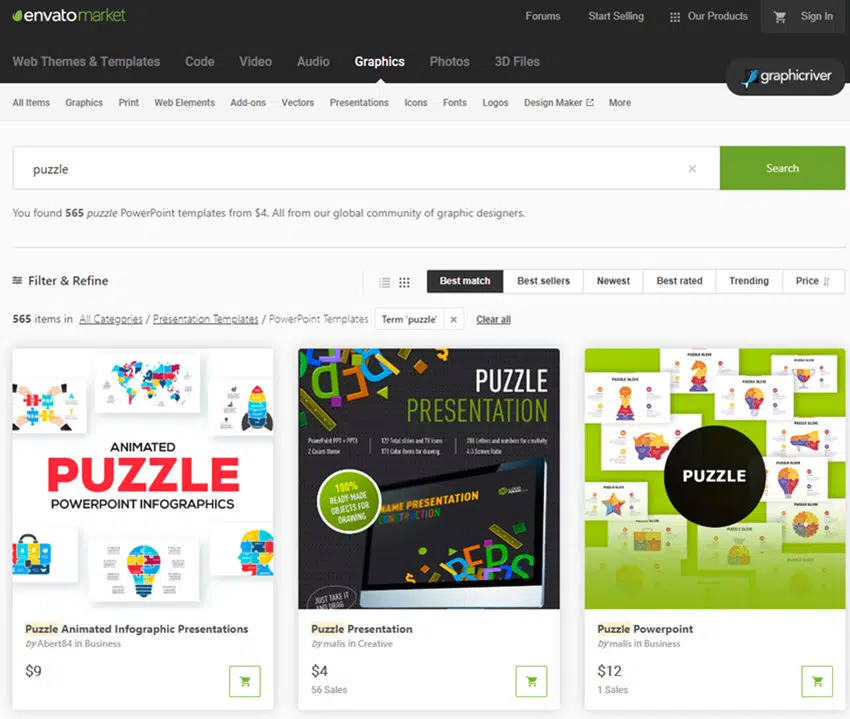 envatomarket
Forums Start Selling Our Products Sign In
Web Themes & Templates Code Video Audio Graphics Photos 3D Files
graphicriver
All Items Graphics Print Web Elements Add-ons Vectors Presentations Icons Fonts Logos Design Maker More
puzzle
Search
You found 565 puzzle PowerPoint templates from $4. All from our global community of graphic designers.
Filter & Refine
Best match Best sellers Newest Best rated Trending Price
565 items in All Categories / Presentation Templates / PowerPoint Templates Term 'puzzle' Clear all
ANIMATED
PUZZLE
POWERPOINT INFOGRAPHICS
Puzzle Animated Infographic Presentations
by Abert84 in Business
$9
PUZZLE
PRESENTATION
100%
READY-MADE
OBJECTS FOR
DRAWING
NAME PRESENTATION
CONSTRUCTION
JUST TAKE IT
AND DRAG
Puzzle Presentation
by malis in Creative
$4
56 Sales
PUZZLE
Puzzle Powerpoint
by malis in Business
$12
1 Sales